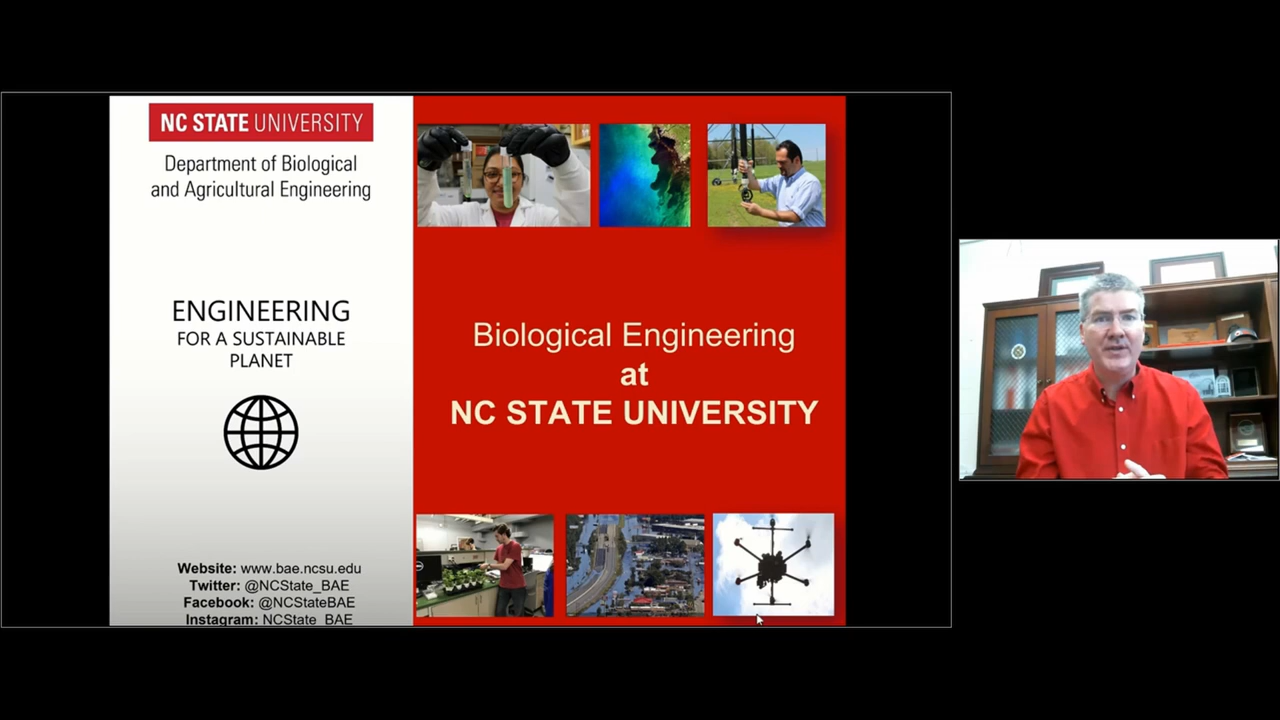 NC STATE UNIVERSITY
Department of Biological
and Agricultural Engineering
ENGINEERING
FOR A SUSTAINABLE
PLANET
Website: www.bae.ncsu.edu
Twitter: @NCState_BAE
Facebook: @NCStateBAE
Instagram: NCState_BAE
Biological Engineering
at
NC STATE UNIVERSITY